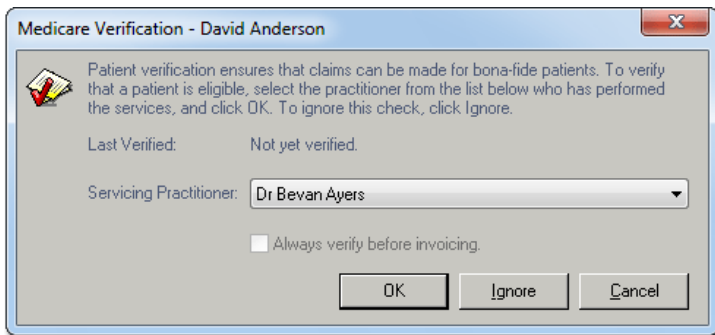 Medicare Verification - David Anderson
Patient verification ensures that claims can be made for bona-fide patients. To verify
that a patient is eligible, select the practitioner from the list below who has performed
the services, and click OK. To ignore this check, click Ignore.
Last Verified: Not yet verified.
Servicing Practitioner: Dr Bevan Ayers
Always verify before invoicing.
OK Ignore Cancel